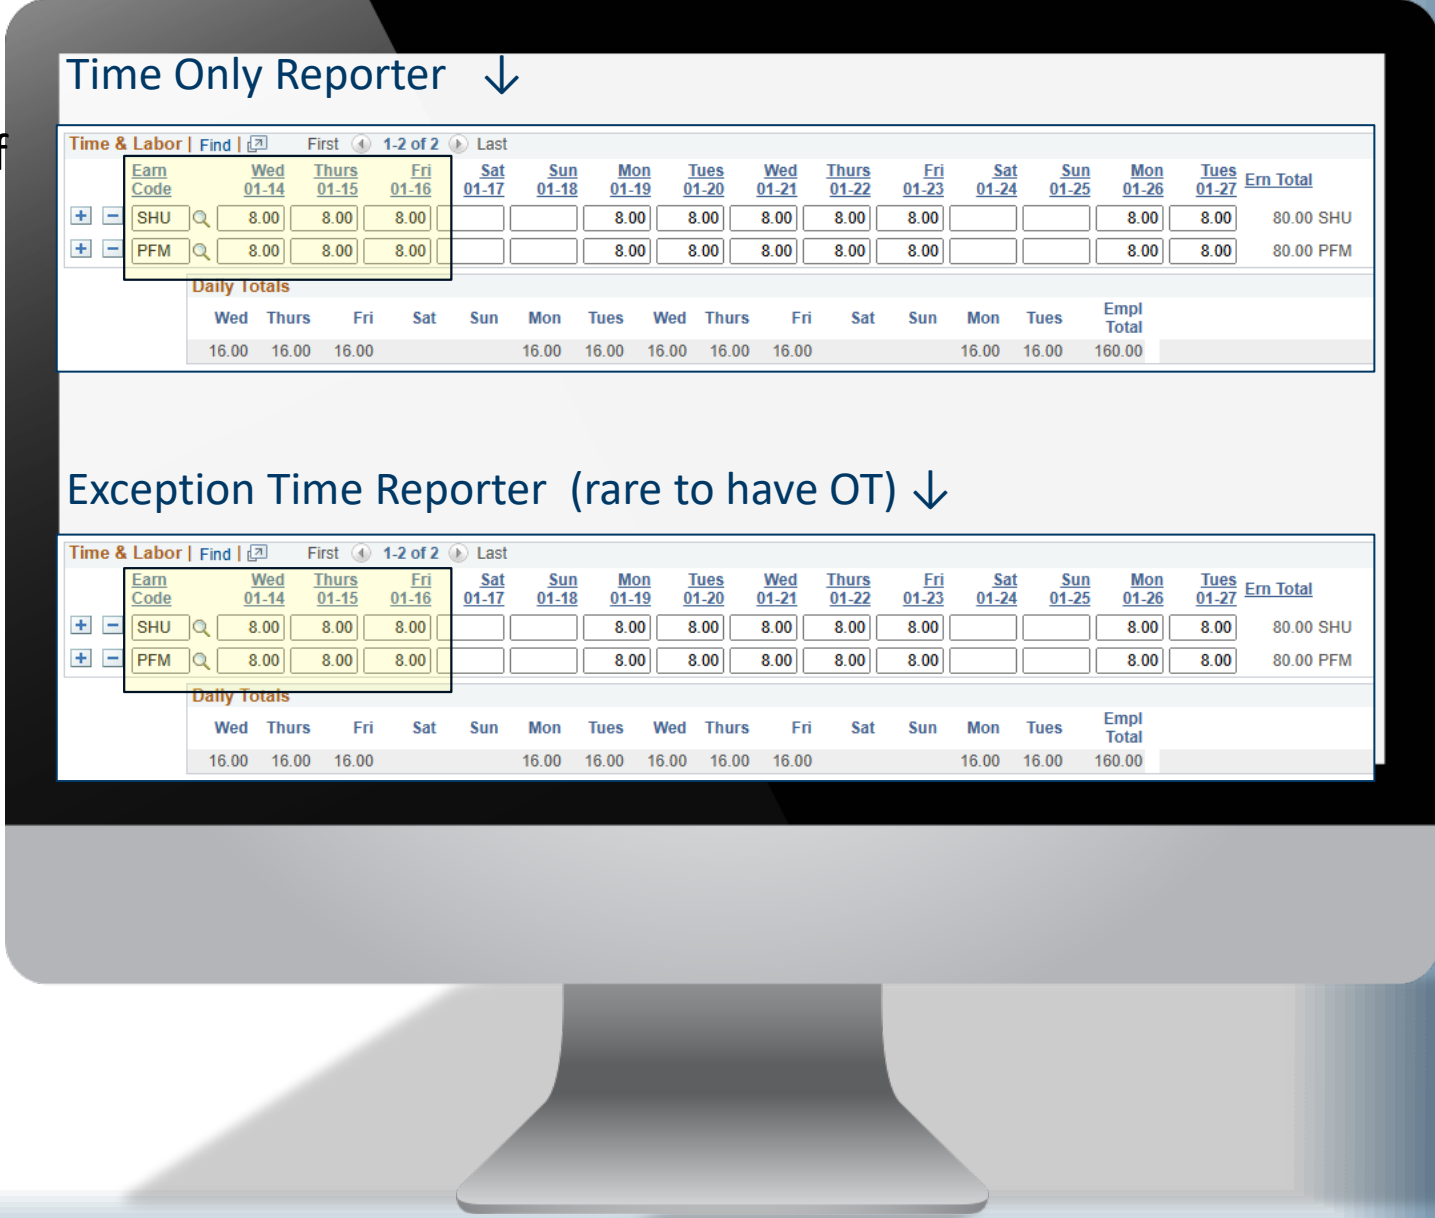 Time Only Reporter ↓
f
Time & Labor | Find | First 1-2 of 2 Last
Earn Code Wed 01-14 Thurs 01-15 Fri 01-16 Sat 01-17 Sun 01-18 Mon 01-19 Tues 01-20 Wed 01-21 Thurs 01-22 Fri 01-23 Sat 01-24 Sun 01-25 Mon 01-26 Tues 01-27 Ern Total
+ − SHU 8.00 8.00 8.00 8.00 8.00 8.00 8.00 8.00 8.00 8.00 80.00 SHU
+ − PFM 8.00 8.00 8.00 8.00 8.00 8.00 8.00 8.00 8.00 8.00 80.00 PFM
Daily Totals
Wed Thurs Fri Sat Sun Mon Tues Wed Thurs Fri Sat Sun Mon Tues Empl Total
16.00 16.00 16.00 16.00 16.00 16.00 16.00 16.00 16.00 16.00 160.00
Exception Time Reporter (rare to have OT) ↓
Time & Labor | Find | First 1-2 of 2 Last
Earn Code Wed 01-14 Thurs 01-15 Fri 01-16 Sat 01-17 Sun 01-18 Mon 01-19 Tues 01-20 Wed 01-21 Thurs 01-22 Fri 01-23 Sat 01-24 Sun 01-25 Mon 01-26 Tues 01-27 Ern Total
+ − SHU 8.00 8.00 8.00 8.00 8.00 8.00 8.00 8.00 8.00 8.00 80.00 SHU
+ − PFM 8.00 8.00 8.00 8.00 8.00 8.00 8.00 8.00 8.00 8.00 80.00 PFM
Daily Totals
Wed Thurs Fri Sat Sun Mon Tues Wed Thurs Fri Sat Sun Mon Tues Empl Total
16.00 16.00 16.00 16.00 16.00 16.00 16.00 16.00 16.00 16.00 160.00